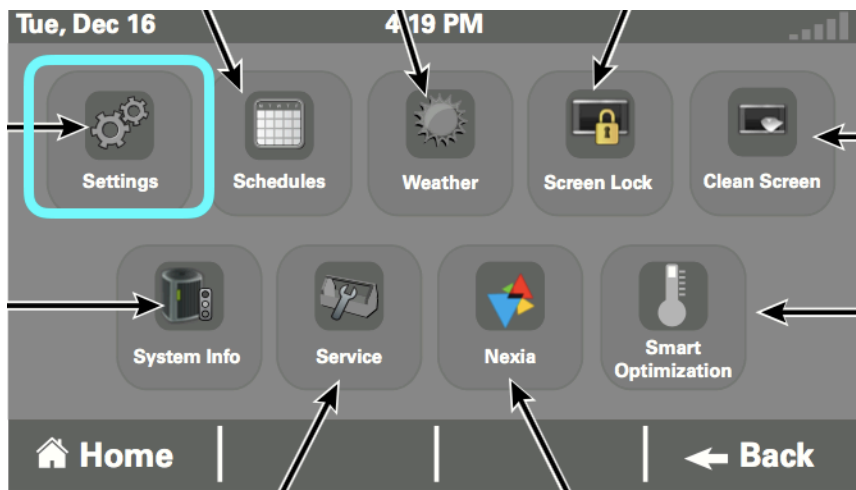 Tue, Dec 16
4:19 PM
Settings
Schedules
Weather
Screen Lock
Clean Screen
System Info
Service
Nexia
Smart
Optimization
Home
Back